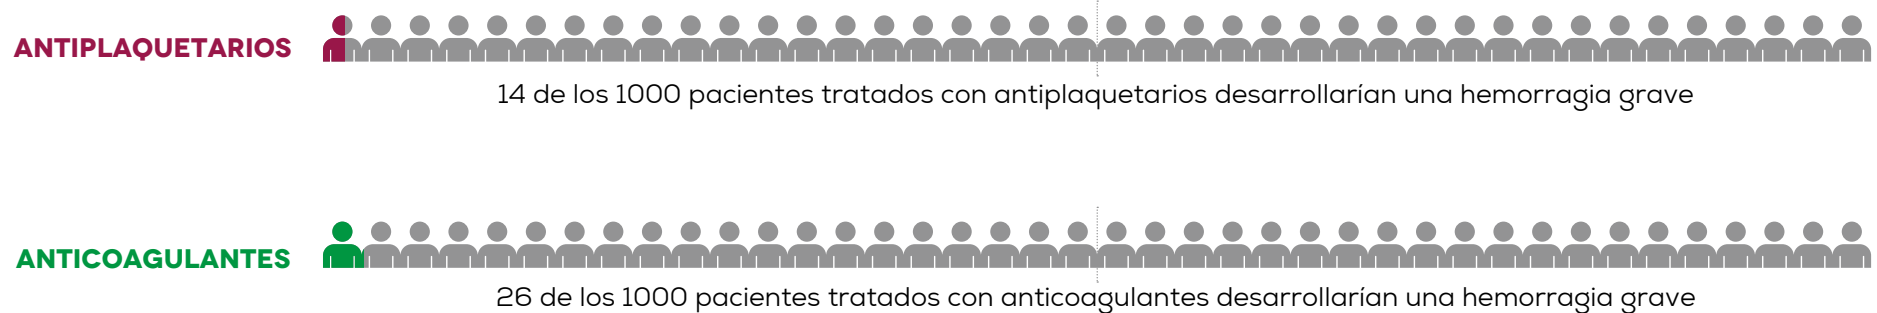 ANTIPLAQUETARIOS
14 de los 1000 pacientes tratados con antiplaquetarios desarrollarían una hemorragia grave
ANTICOAGULANTES
26 de los 1000 pacientes tratados con anticoagulantes desarrollarían una hemorragia grave